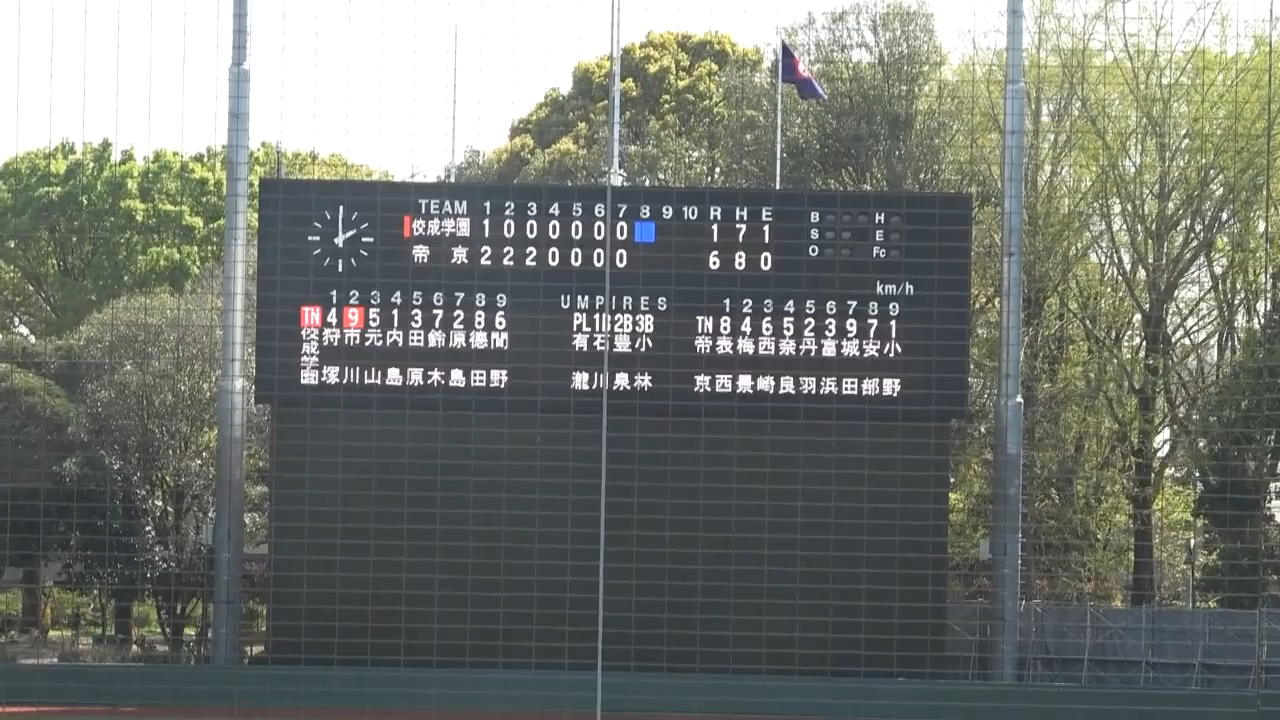 TEAM 1 2 3 4 5 6 7 8 9 10 R H E
佼成学園 1 0 0 0 0 0 0 1 7 1
帝京 2 2 2 0 0 0 0 6 8 0
B H
S E
O Fc
km/h
1 2 3 4 5 6 7 8 9
TN 4 9 5 1 3 7 2 8 6
佼成学園 狩塚 市川 元山 内島 田原 鈴木 原島 德田 間野
UMPIRES
PL 1B 2B 3B
有瀧 石川 豊泉 小林
1 2 3 4 5 6 7 8 9
TN 8 4 6 5 2 3 9 7 1
帝京 表西 梅景 西崎 奈良 丹羽 富浜 城田 安部 小野